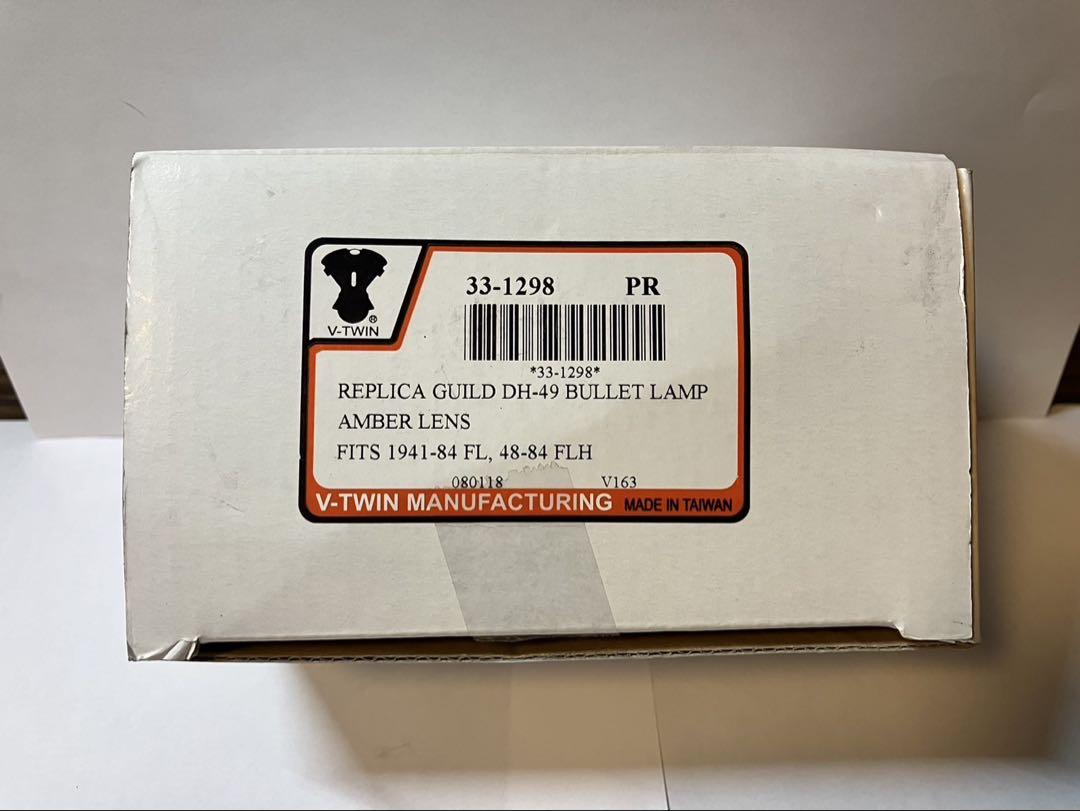 33-1298 PR
®
V-TWIN
*33-1298*
REPLICA GUILD DH-49 BULLET LAMP
AMBER LENS
FITS 1941-84 FL, 48-84 FLH
080118 V163
V-TWIN MANUFACTURING MADE IN TAIWAN